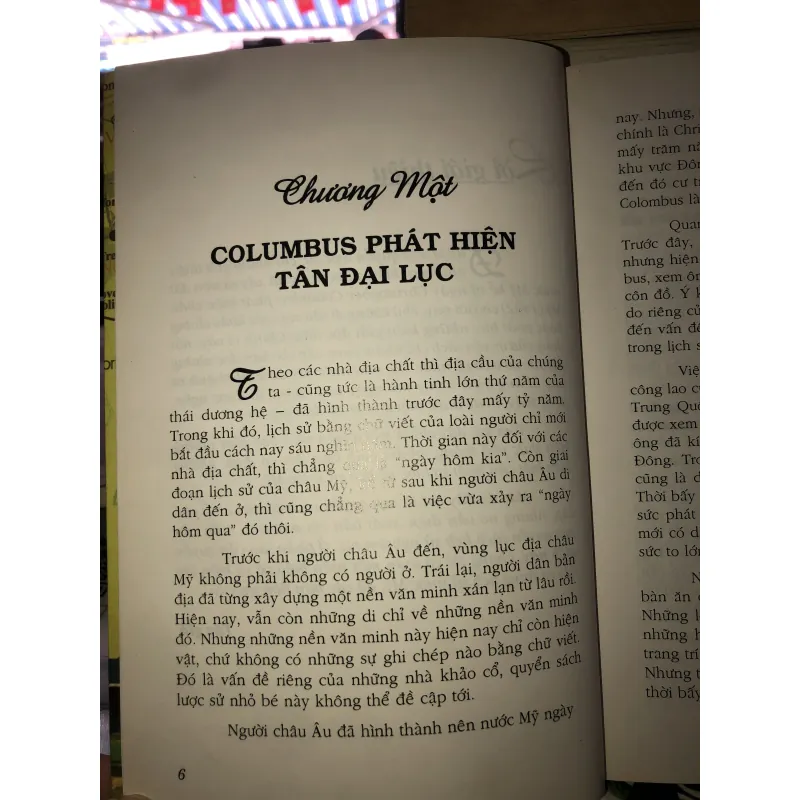 Chương Một
COLUMBUS PHÁT HIỆN
TÂN ĐẠI LỤC
Theo các nhà địa chất thì địa cầu của chúng
ta - cũng tức là hành tinh lớn thứ năm của
thái dương hệ – đã hình thành trước đây mấy tỷ năm.
Trong khi đó, lịch sử bằng chữ viết của loài người chỉ mới
bắt đầu cách nay sáu nghìn năm. Thời gian này đối với các
nhà địa chất, thì chẳng "ngày hôm kia". Còn giai
đoạn lịch sử của châu Mỹ, sau khi người châu Âu di
dân đến ở, thì cũng chẳng qua là việc vừa xảy ra "ngày
hôm qua" đó thôi.
Trước khi người châu Âu đến, vùng lục địa châu
Mỹ không phải không có người ở. Trái lại, người dân bản
địa đã từng xây dựng một nền văn minh xán lạn từ lâu rồi.
Hiện nay, vẫn còn những di chỉ về những nền văn minh
đó. Nhưng những nền văn minh này hiện nay chỉ còn hiện
vật, chứ không có những sự ghi chép nào bằng chữ viết.
Đó là vấn đề riêng của những nhà khảo cổ, quyển sách
lược sử nhỏ bé này không thể đề cập tới.
Người châu Âu đã hình thành nên nước Mỹ ngày
6
nay. Nhưng,
chính là
mấy trăm
khu vực
đến đó cư
Colombus là
Trước đây,
nhưng hiện
bus, xem
côn đồ. Ý
do riêng
đến vấn đề
trong lịch
công lao
Trung
được xem
ông đã
Đông.
cũng là
Thời bấy
sức phát
mới có
sức to
bàn ăn
Những
những
trang trí
Nhưng
thời bấy